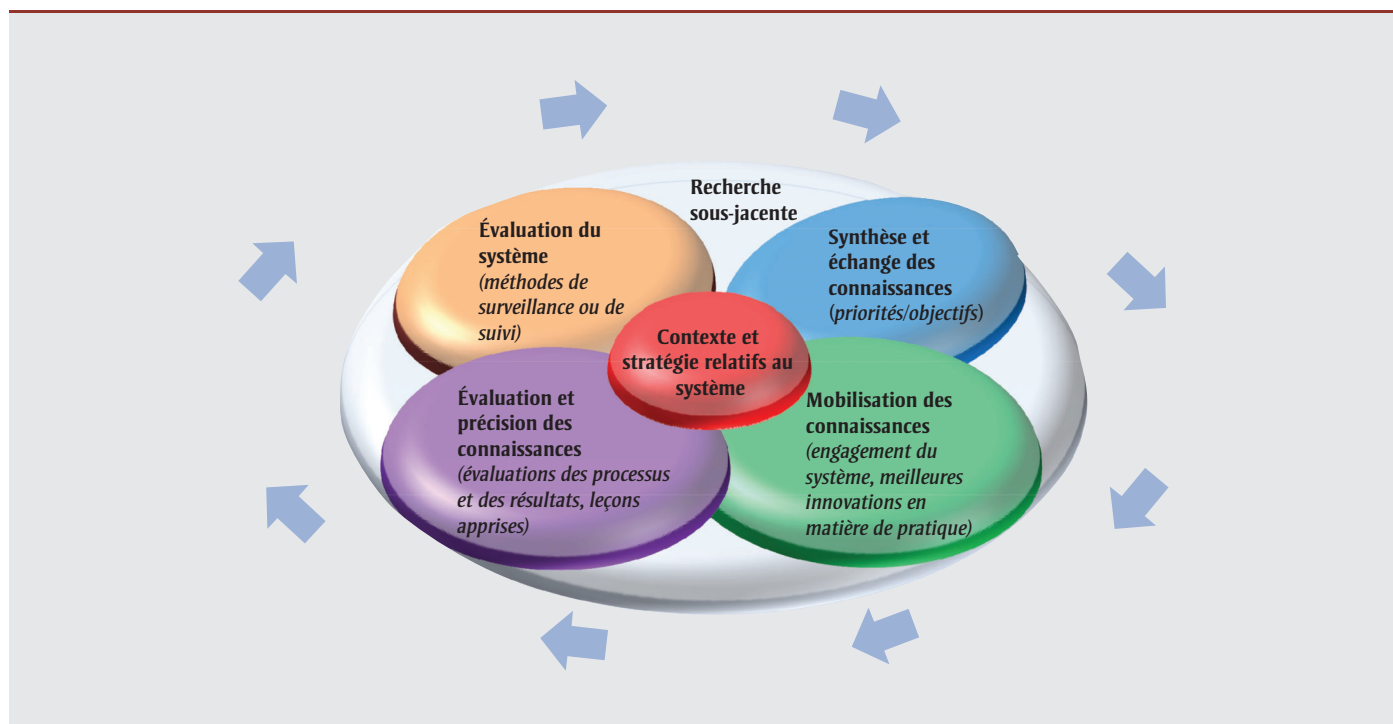 Recherche
sous-jacente
Évaluation du
système
(méthodes de
surveillance ou de
suivi)
Synthèse et
échange des
connaissances
(priorités/objectifs)
Contexte et
stratégie relatifs au
système
Évaluation et
précision des
connaissances
(évaluations des processus
et des résultats, leçons
apprises)
Mobilisation des
connaissances
(engagement du
système, meilleures
innovations en
matière de pratique)